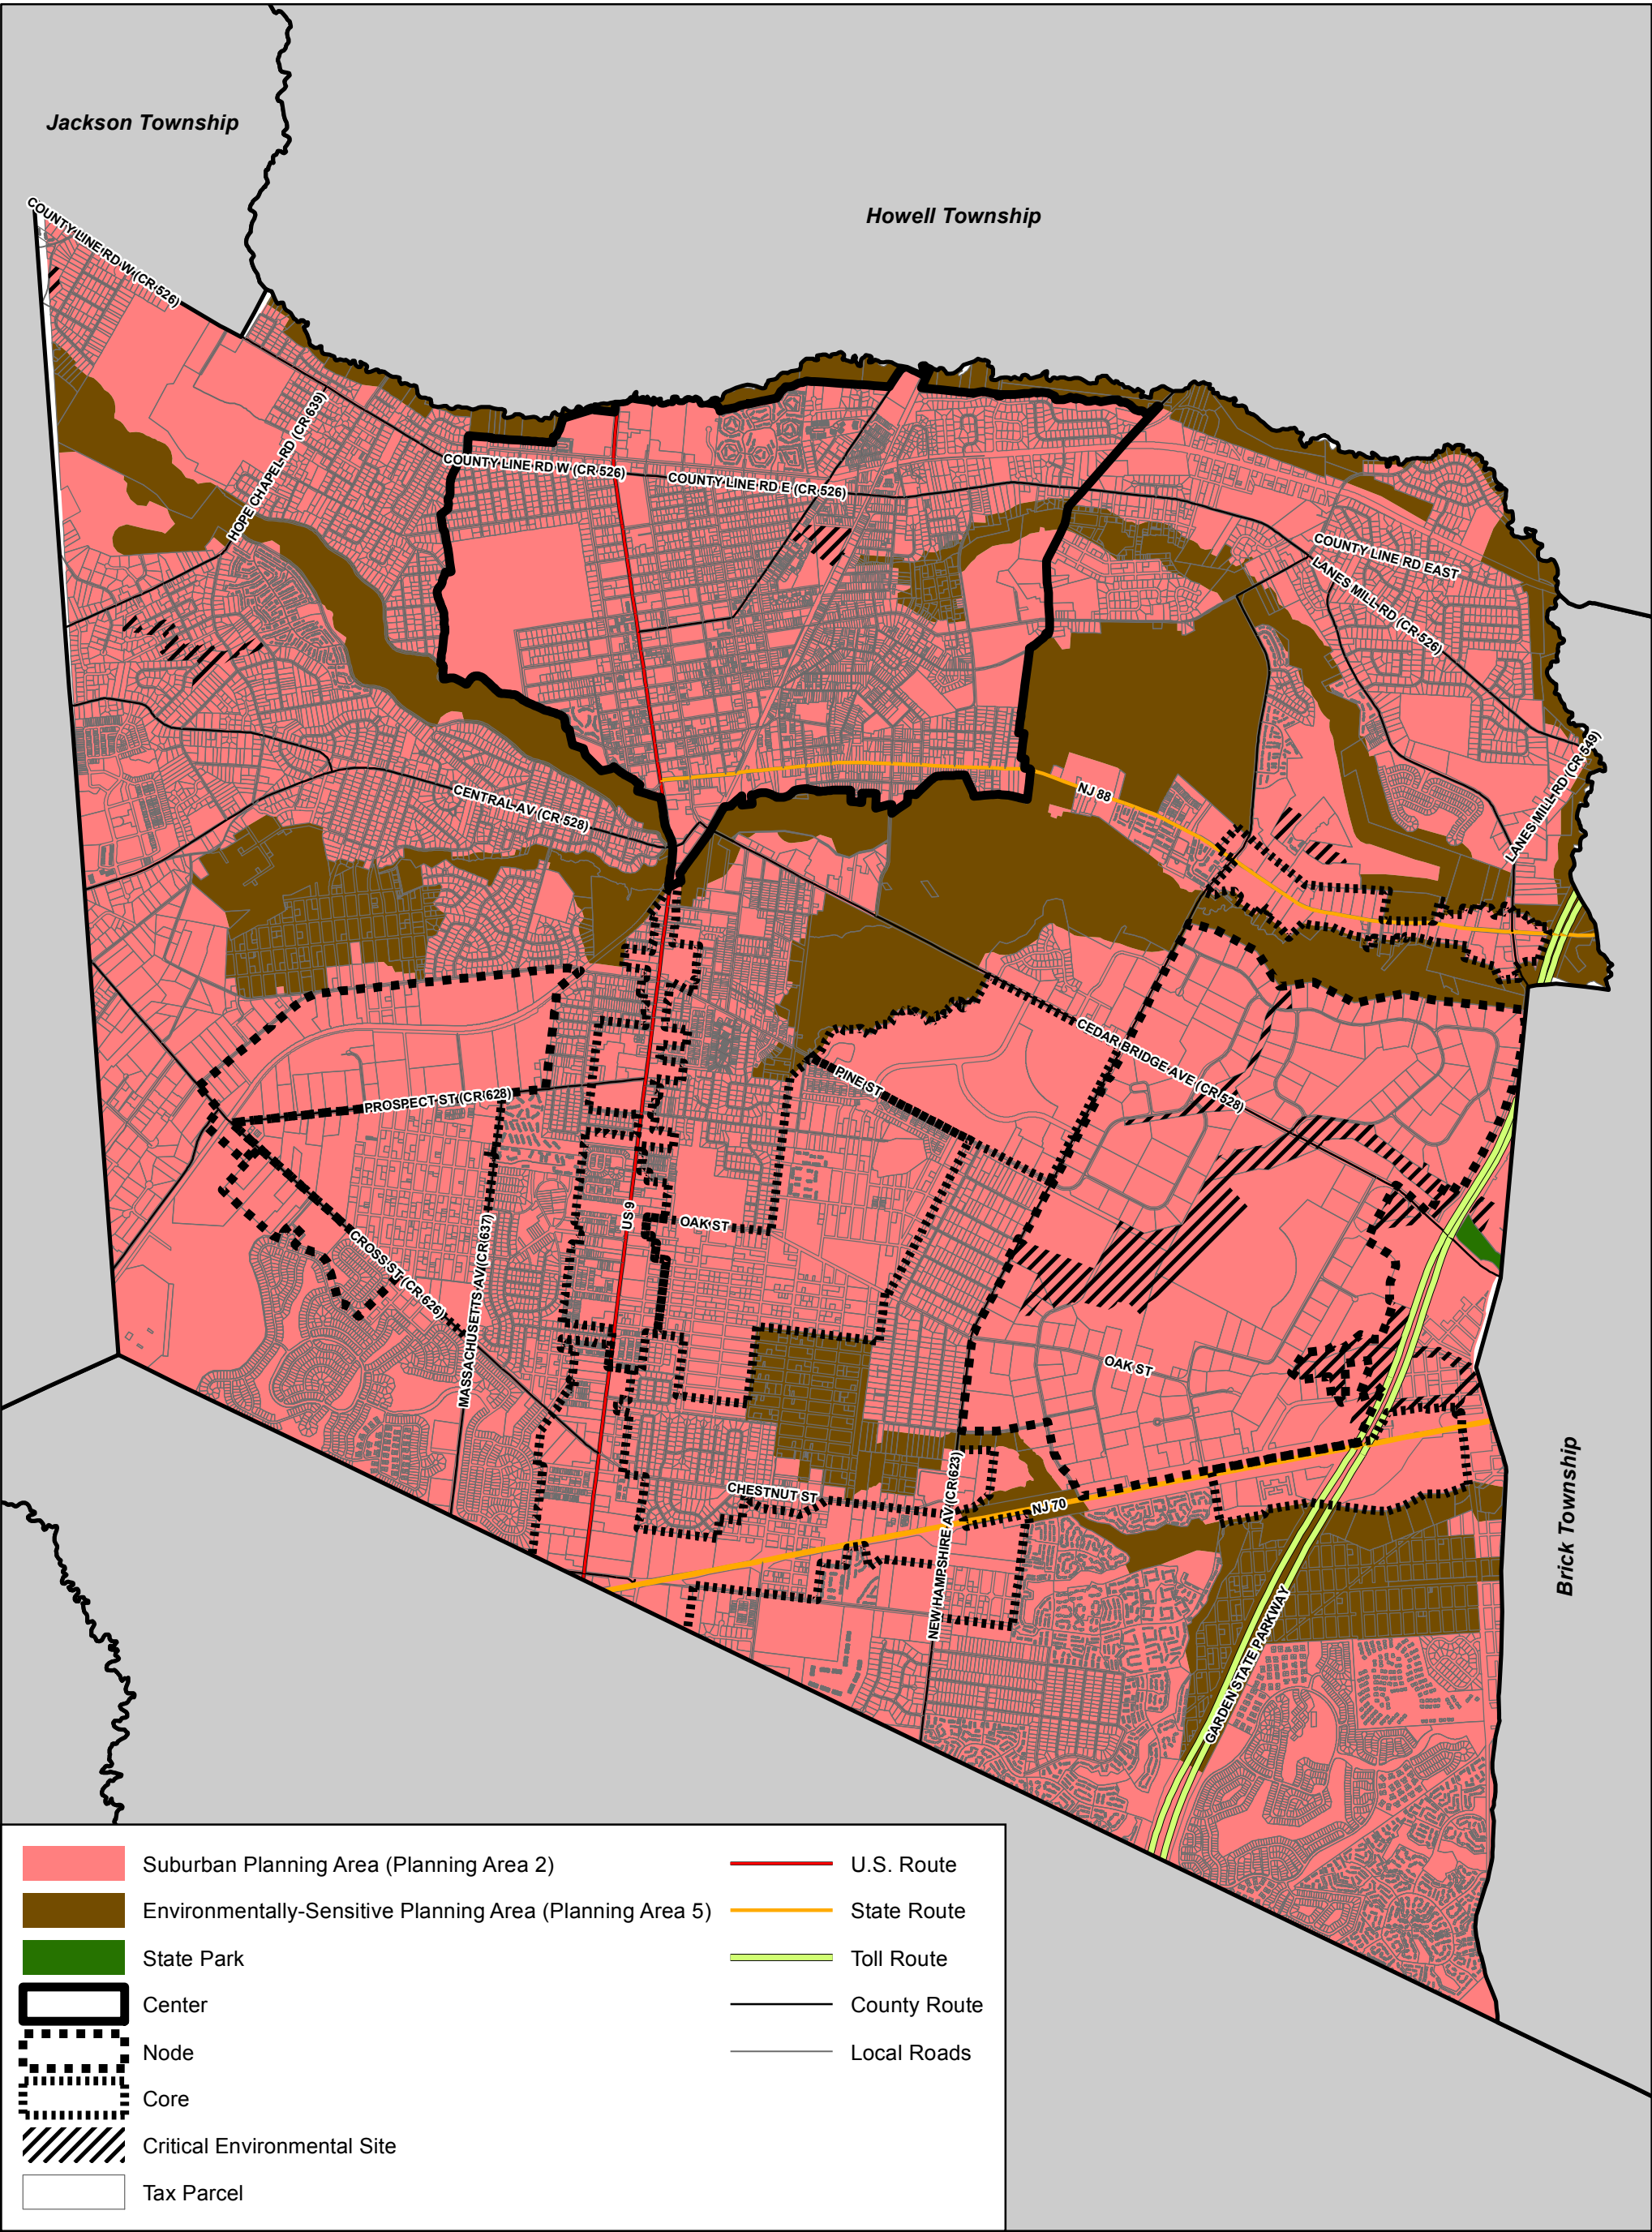 Jackson Township
Howell Township
COUNTY LINE RD W (CR 526)
HOPE CHAPEL RD (CR 639)
COUNTY LINE RD W (CR 526)
COUNTY LINE RD E (CR 526)
COUNTY LINE RD EAST
LANES MILL RD (CR 526)
LANES MILL RD (CR 549)
CENTRAL AV (CR 528)
NJ 88
CEDAR BRIDGE AVE (CR 528)
PINE ST
PROSPECT ST (CR 628)
US 9
OAK ST
CROSS ST (CR 626)
MASSACHUSETTS AV (CR 637)
OAK ST
CHESTNUT ST
NJ 70
NEW HAMPSHIRE AV (CR 623)
GARDEN STATE PARKWAY
Brick Township
Suburban Planning Area (Planning Area 2)
Environmentally-Sensitive Planning Area (Planning Area 5)
State Park
Center
Node
Core
Critical Environmental Site
Tax Parcel
U.S. Route
State Route
Toll Route
County Route
Local Roads